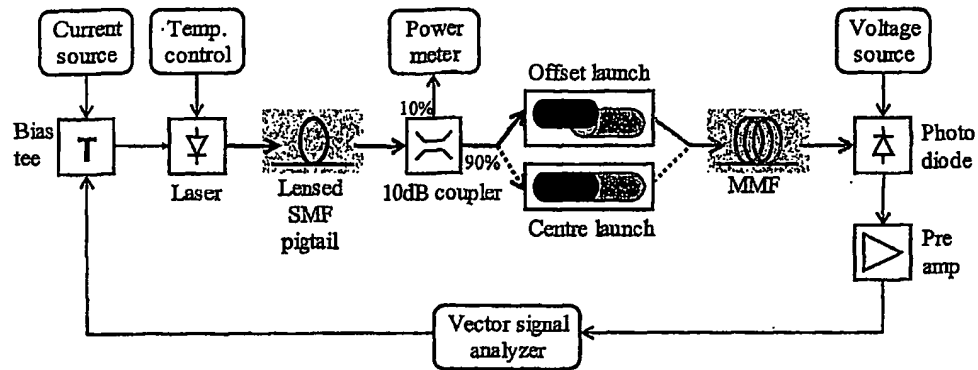 Current
source
Temp.
control
Power
meter
Voltage
source
Offset launch
10%
Bias
tee
T
90%
Photo
diode
Laser
Lensed
SMF
pigtail
10dB coupler
MMF
Centre launch
Pre
amp
Vector signal
analyzer